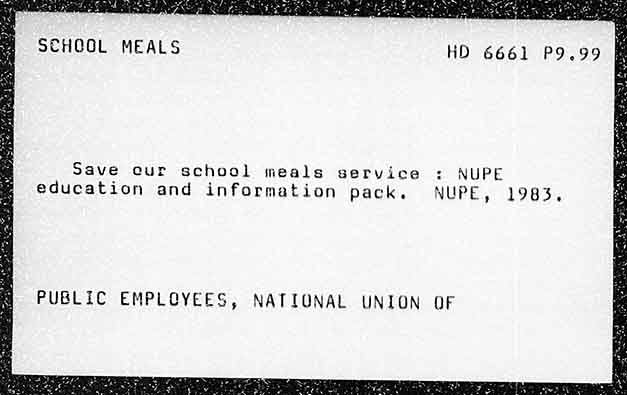 SCHOOL MEALS
HD 6661 P9.99
Save our school meals service : NUPE
education and information pack. NUPE, 1983.
PUBLIC EMPLOYEES, NATIONAL UNION OF